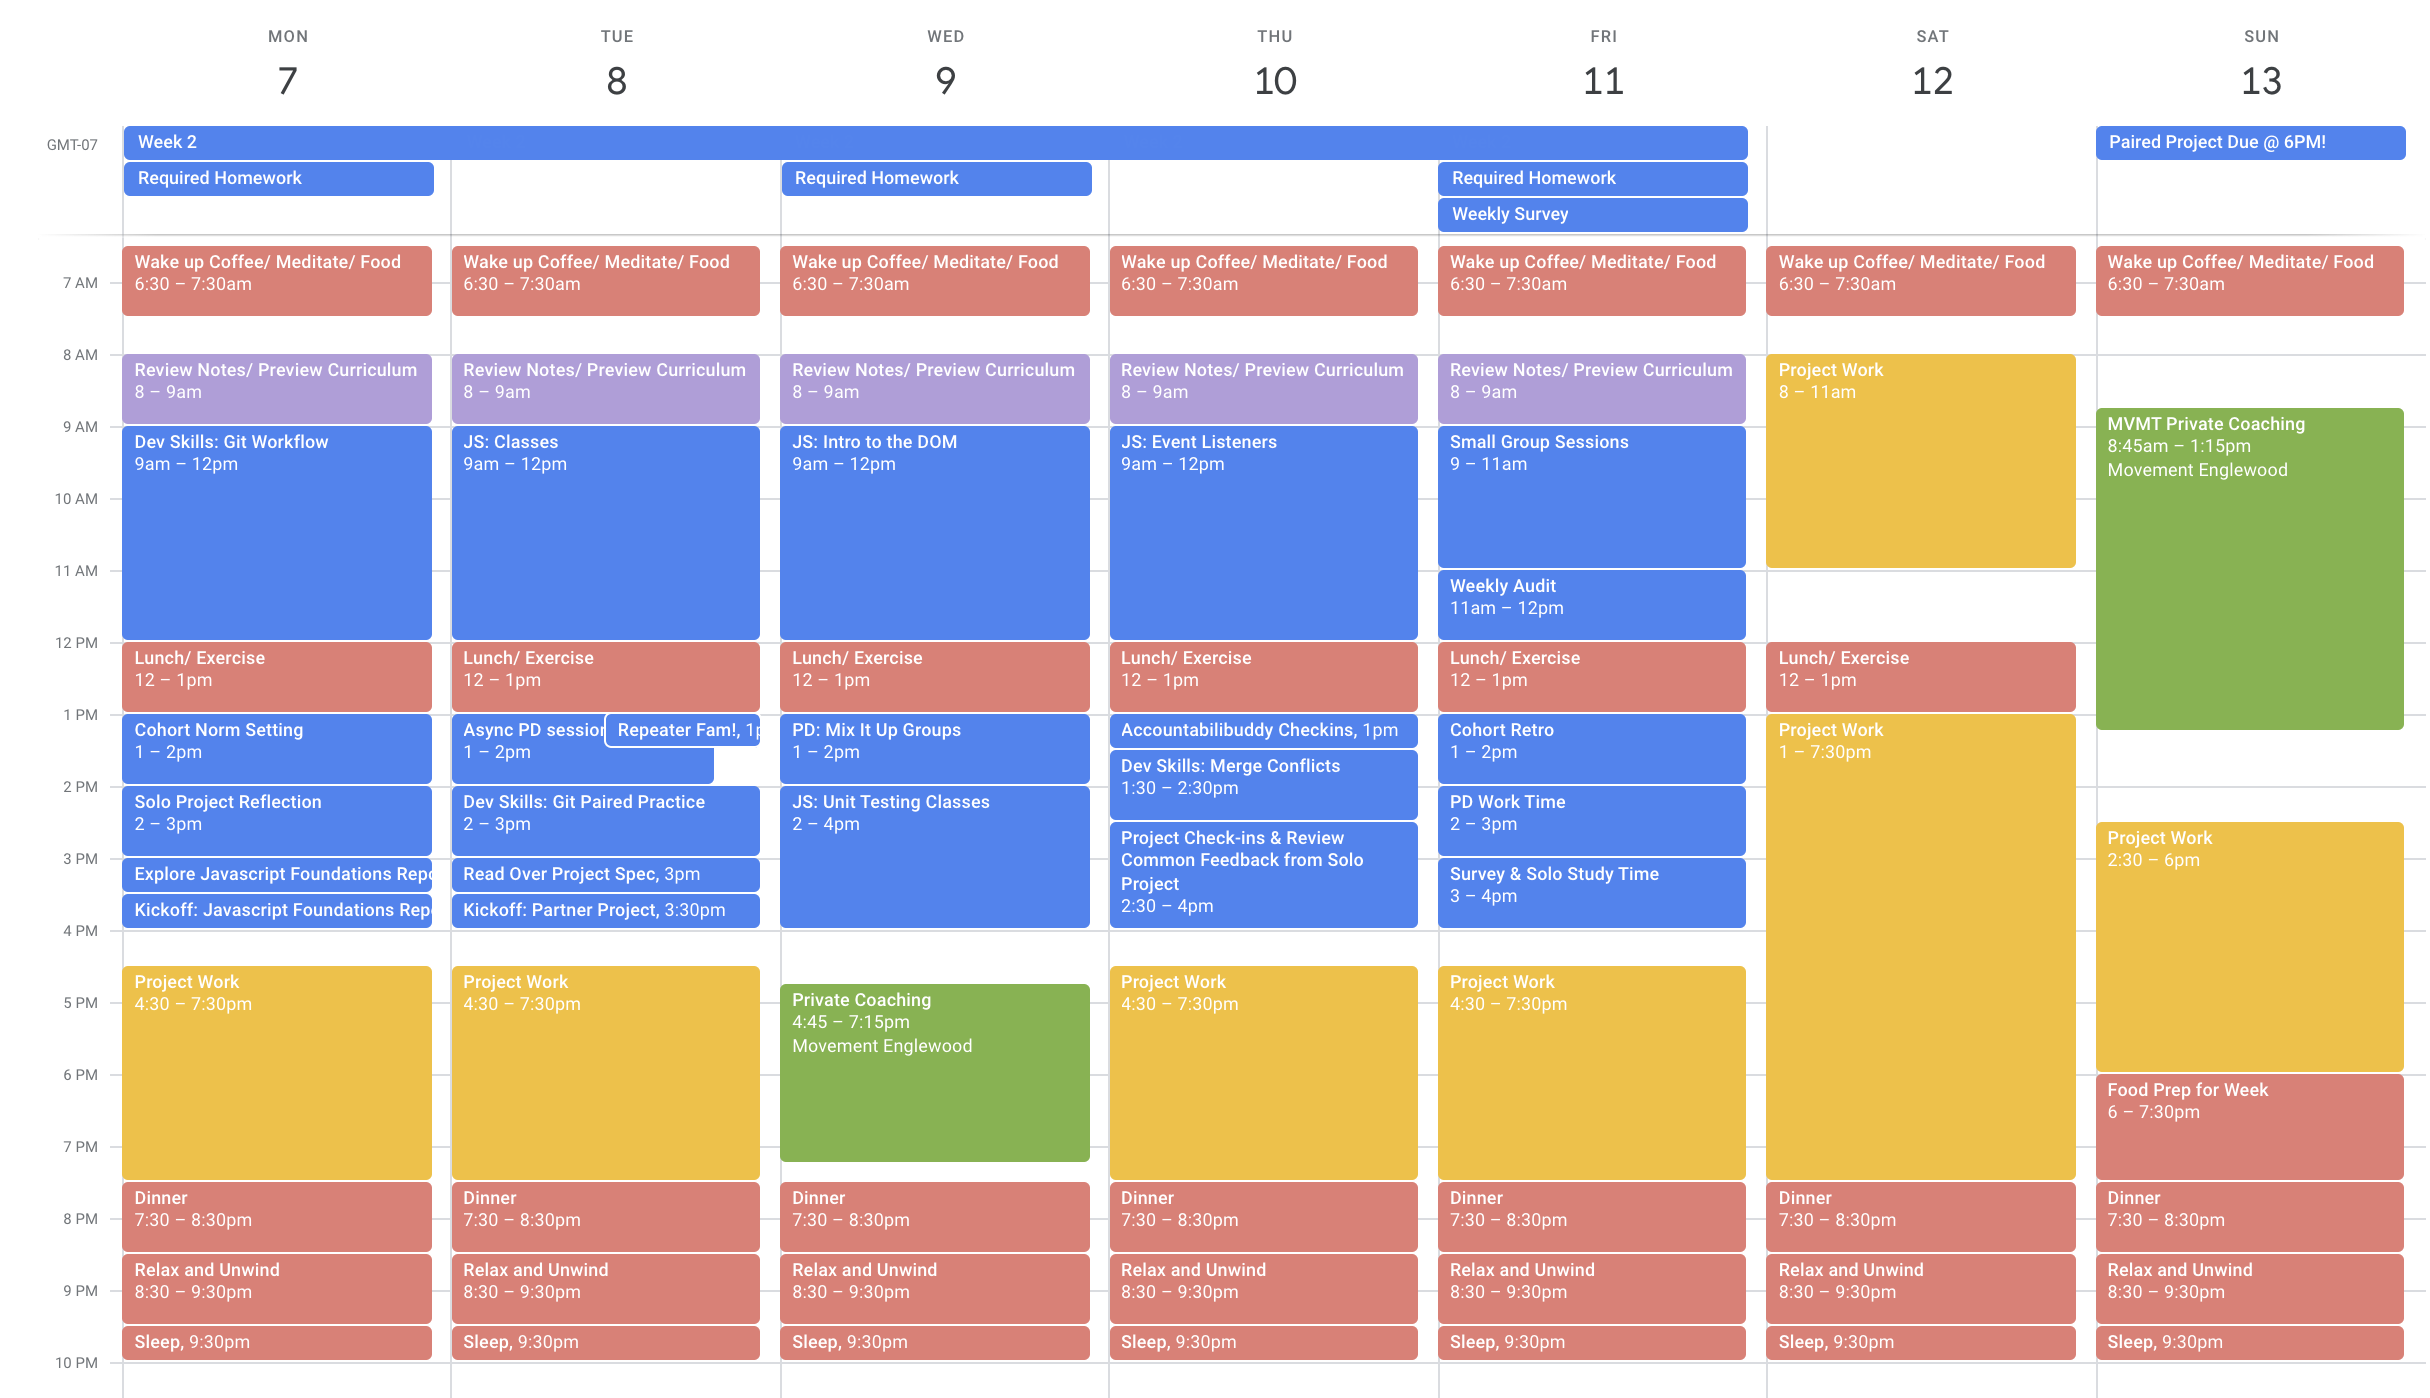 MON
7
TUE
8
WED
9
THU
10
FRI
11
SAT
12
SUN
13
GMT-07
Week 2
Paired Project Due @ 6PM!
Required Homework
Required Homework
Required Homework
Weekly Survey
7 AM
8 AM
9 AM
10 AM
11 AM
12 PM
1 PM
2 PM
3 PM
4 PM
5 PM
6 PM
7 PM
8 PM
9 PM
10 PM
Wake up Coffee/ Meditate/ Food
6:30 – 7:30am
Review Notes/ Preview Curriculum
8 – 9am
Dev Skills: Git Workflow
9am – 12pm
Lunch/ Exercise
12 – 1pm
Cohort Norm Setting
1 – 2pm
Solo Project Reflection
2 – 3pm
Explore Javascript Foundations
Kickoff: Javascript Foundations
Project Work
4:30 – 7:30pm
Dinner
7:30 – 8:30pm
Relax and Unwind
8:30 – 9:30pm
Sleep, 9:30pm
Wake up Coffee/ Meditate/ Food
6:30 – 7:30am
Review Notes/ Preview Curriculum
8 – 9am
JS: Classes
9am – 12pm
Lunch/ Exercise
12 – 1pm
Async PD session
1 – 2pm
Repeater Fam!,
Dev Skills: Git Paired Practice
2 – 3pm
Read Over Project Spec, 3pm
Kickoff: Partner Project, 3:30pm
Project Work
4:30 – 7:30pm
Dinner
7:30 – 8:30pm
Relax and Unwind
8:30 – 9:30pm
Sleep, 9:30pm
Wake up Coffee/ Meditate/ Food
6:30 – 7:30am
Review Notes/ Preview Curriculum
8 – 9am
JS: Intro to the DOM
9am – 12pm
Lunch/ Exercise
12 – 1pm
PD: Mix It Up Groups
1 – 2pm
JS: Unit Testing Classes
2 – 4pm
Private Coaching
4:45 – 7:15pm
Movement Englewood
Dinner
7:30 – 8:30pm
Relax and Unwind
8:30 – 9:30pm
Sleep, 9:30pm
Wake up Coffee/ Meditate/ Food
6:30 – 7:30am
Review Notes/ Preview Curriculum
8 – 9am
JS: Event Listeners
9am – 12pm
Lunch/ Exercise
12 – 1pm
Accountabilibuddy Checkins, 1pm
Dev Skills: Merge Conflicts
1:30 – 2:30pm
Project Check-ins & Review
Common Feedback from Solo
Project
2:30 – 4pm
Project Work
4:30 – 7:30pm
Dinner
7:30 – 8:30pm
Relax and Unwind
8:30 – 9:30pm
Sleep, 9:30pm
Wake up Coffee/ Meditate/ Food
6:30 – 7:30am
Review Notes/ Preview Curriculum
8 – 9am
Small Group Sessions
9 – 11am
Weekly Audit
11am – 12pm
Lunch/ Exercise
12 – 1pm
Cohort Retro
1 – 2pm
PD Work Time
2 – 3pm
Survey & Solo Study Time
3 – 4pm
Project Work
4:30 – 7:30pm
Dinner
7:30 – 8:30pm
Relax and Unwind
8:30 – 9:30pm
Sleep, 9:30pm
Wake up Coffee/ Meditate/ Food
6:30 – 7:30am
Project Work
8 – 11am
Lunch/ Exercise
12 – 1pm
Project Work
1 – 7:30pm
Dinner
7:30 – 8:30pm
Relax and Unwind
8:30 – 9:30pm
Sleep, 9:30pm
Wake up Coffee/ Meditate/ Food
6:30 – 7:30am
MVMT Private Coaching
8:45am – 1:15pm
Movement Englewood
Project Work
2:30 – 6pm
Food Prep for Week
6 – 7:30pm
Dinner
7:30 – 8:30pm
Relax and Unwind
8:30 – 9:30pm
Sleep, 9:30pm